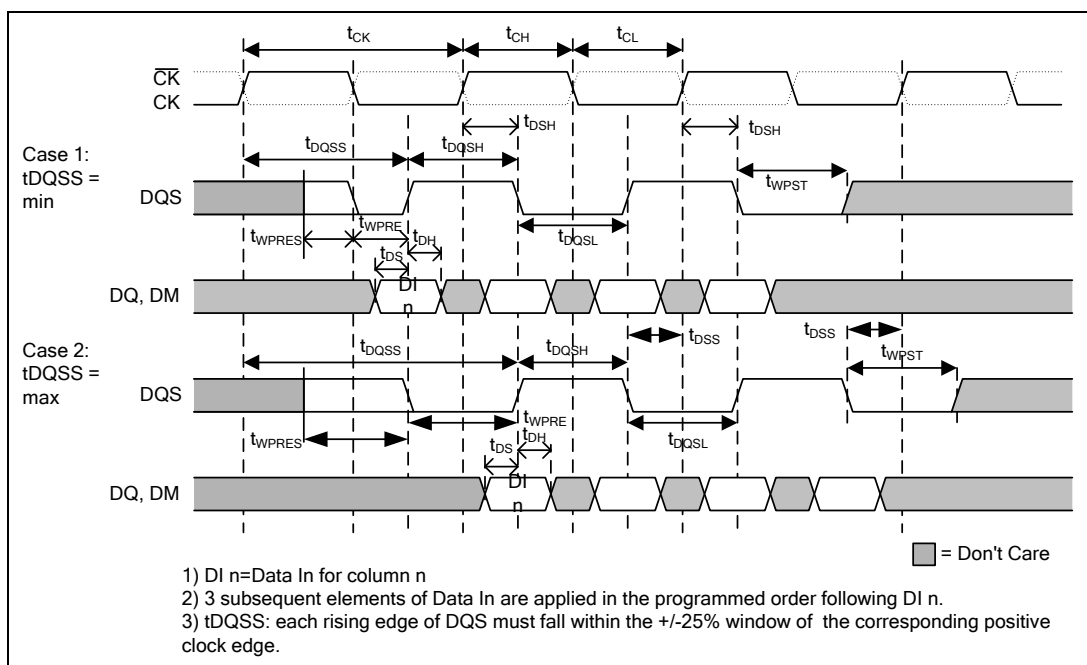 tCK tCH tCL
CK
CK
tDSH tDSH
tDQSS tDQSH
Case 1:
tDQSS =
min
DQS
tWPST
tWPRES tWPRE tDH tDQSL
tDS
DQ, DM
DI
n
tDSS tDSS
Case 2:
tDQSS =
max
tDQSS tDQSH tWPST
DQS
tWPRES tWPRE tDQSL
tDH
tDS
DQ, DM
DI
n
= Don't Care
1) DI n=Data In for column n
2) 3 subsequent elements of Data In are applied in the programmed order following DI n.
3) tDQSS: each rising edge of DQS must fall within the +/-25% window of the corresponding positive
clock edge.